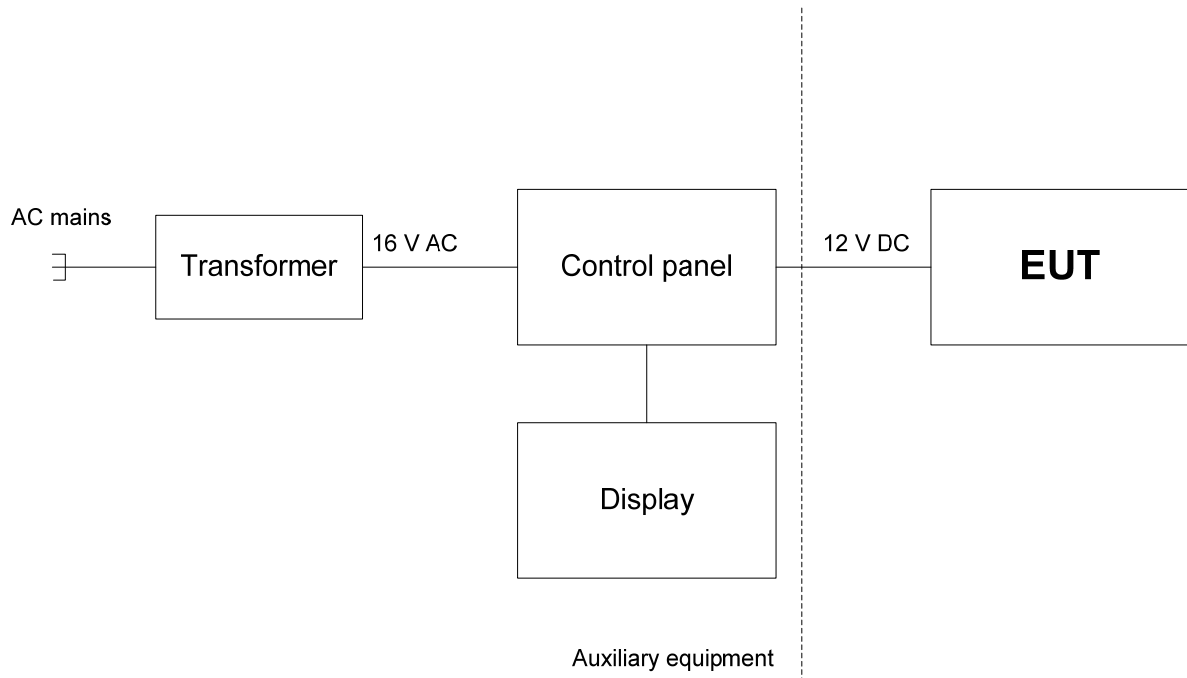 AC mains
Transformer
16 V AC
Control panel
12 V DC
EUT
Display
Auxiliary equipment